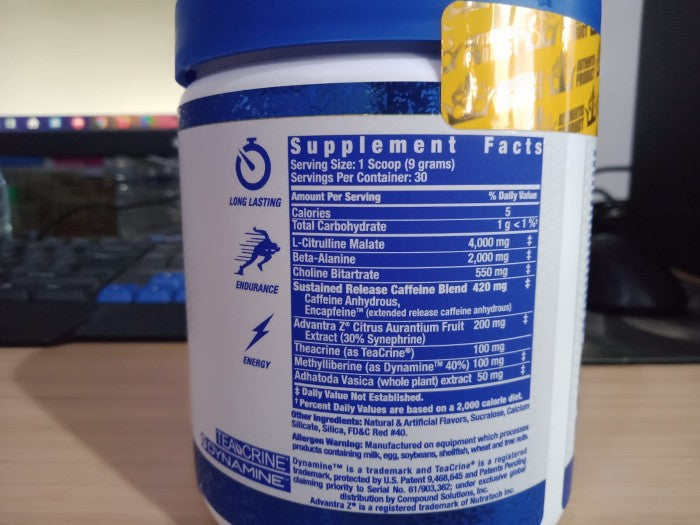 AUTHENTIC
PRODUCT
LONG LASTING
ENDURANCE
ENERGY
TEACRINE®
DYNAMINE™
Supplement Facts
Serving Size: 1 Scoop (9 grams)
Servings Per Container: 30
Amount Per Serving % Daily Value
Calories 5
Total Carbohydrate 1 g < 1 %†
L-Citrulline Malate 4,000 mg ‡
Beta-Alanine 2,000 mg ‡
Choline Bitartrate 550 mg ‡
Sustained Release Caffeine Blend 420 mg ‡
Caffeine Anhydrous,
Encapfeine™ (extended release caffeine anhydrous)
Advantra Z® Citrus Aurantium Fruit 200 mg ‡
Extract (30% Synephrine)
Theacrine (as TeaCrine®) 100 mg
Methylliberine (as Dynamine™ 40%) 100 mg ‡
Adhatoda Vasica (whole plant) extract 50 mg ‡
‡ Daily Value Not Established.
† Percent Daily Values are based on a 2,000 calorie diet.
Other Ingredients: Natural & Artificial Flavors, Sucralose, Calcium
Silicate, Silica, FD&C Red #40.
Allergen Warning: Manufactured on equipment which processes
products containing milk, egg, soybeans, shellfish, wheat and tree nuts.
Dynamine™ is a trademark and TeaCrine® is a registered
trademark, protected by U.S. Patent 9,468,645 and Patents Pending
claiming priority to Serial No. 61/903,362; under exclusive global
distribution by Compound Solutions, Inc.
Advantra Z® is a registered trademark of Nutratech Inc.